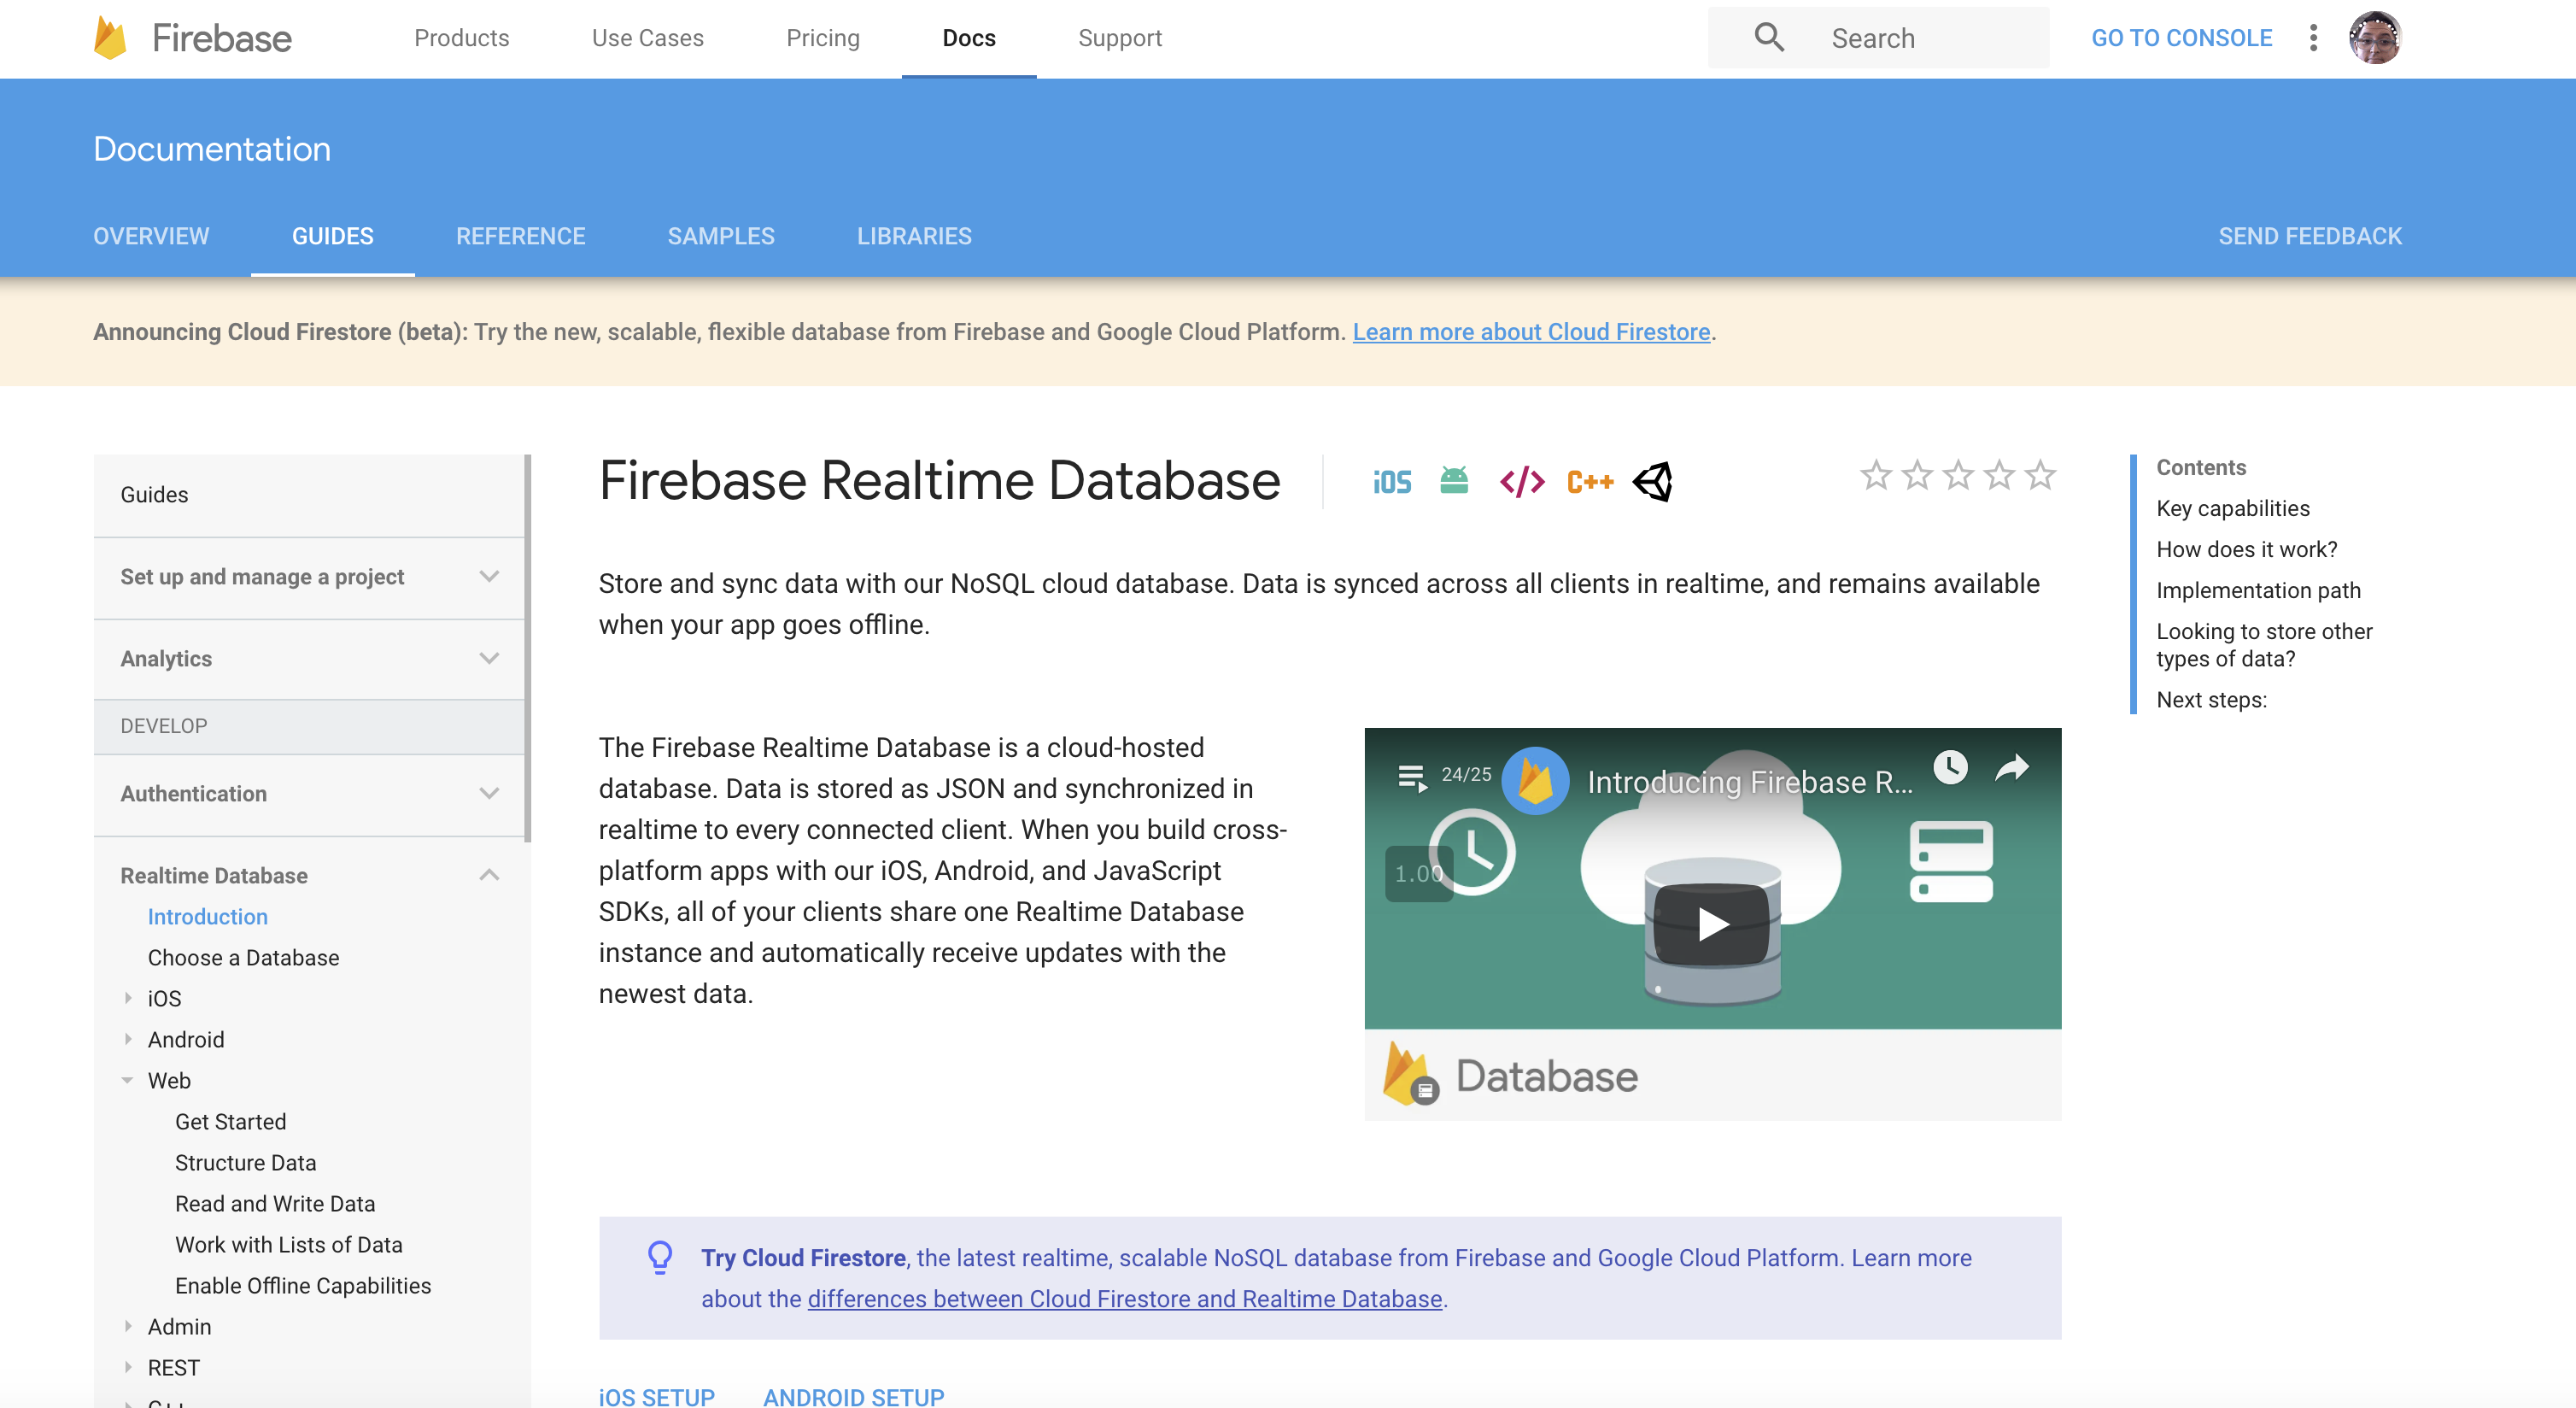 Firebase
Products
Use Cases
Pricing
Docs
Support
Search
GO TO CONSOLE
Documentation
OVERVIEW
GUIDES
REFERENCE
SAMPLES
LIBRARIES
SEND FEEDBACK
Announcing Cloud Firestore (beta): Try the new, scalable, flexible database from Firebase and Google Cloud Platform. Learn more about Cloud Firestore.
Guides
Set up and manage a project
Analytics
DEVELOP
Authentication
Realtime Database
Introduction
Choose a Database
iOS
Android
Web
Get Started
Structure Data
Read and Write Data
Work with Lists of Data
Enable Offline Capabilities
Admin
REST
C++
Firebase Realtime Database
iOS
</>
C++
Store and sync data with our NoSQL cloud database. Data is synced across all clients in realtime, and remains available
when your app goes offline.
The Firebase Realtime Database is a cloud-hosted
database. Data is stored as JSON and synchronized in
realtime to every connected client. When you build cross-
platform apps with our iOS, Android, and JavaScript
SDKs, all of your clients share one Realtime Database
instance and automatically receive updates with the
newest data.
24/25
Introducing Firebase R...
1.00
Database
Try Cloud Firestore, the latest realtime, scalable NoSQL database from Firebase and Google Cloud Platform. Learn more
about the differences between Cloud Firestore and Realtime Database.
iOS SETUP
ANDROID SETUP
Contents
Key capabilities
How does it work?
Implementation path
Looking to store other
types of data?
Next steps: